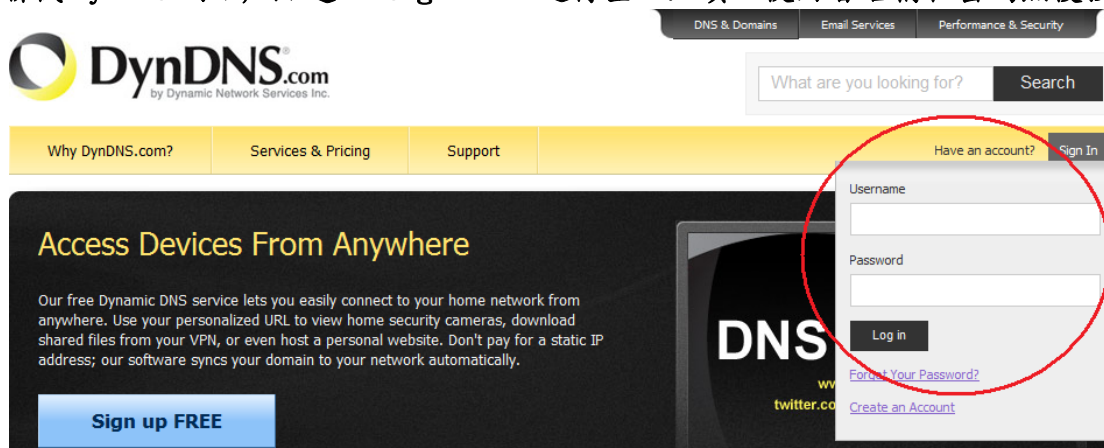 DNS & Domains Email Services Performance & Security
DynDNS.com
by Dynamic Network Services Inc.
What are you looking for? Search
Why DynDNS.com? Services & Pricing Support Have an account? Sign In
Username
Password
Log in
Forgot Your Password?
Create an Account
Access Devices From Anywhere
Our free Dynamic DNS service lets you easily connect to your home network from
anywhere. Use your personalized URL to view home security cameras, download
shared files from your VPN, or even host a personal website. Don't pay for a static IP
address; our software syncs your domain to your network automatically.
Sign up FREE
DNS
ww
twitter.co